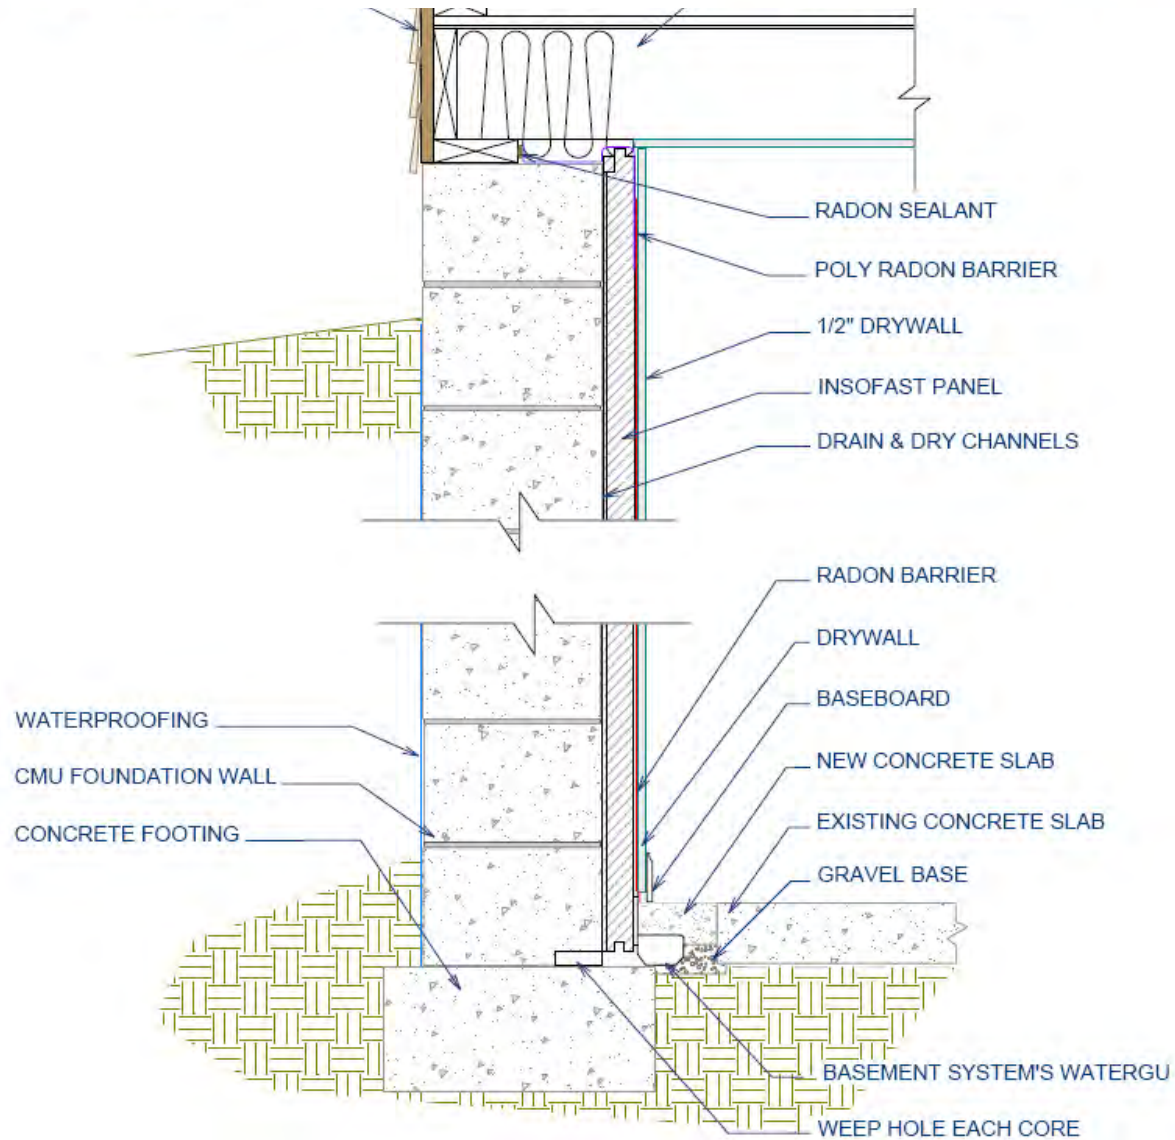 RADON SEALANT
POLY RADON BARRIER
1/2" DRYWALL
INSOFAST PANEL
DRAIN & DRY CHANNELS
RADON BARRIER
DRYWALL
BASEBOARD
WATERPROOFING
NEW CONCRETE SLAB
CMU FOUNDATION WALL
EXISTING CONCRETE SLAB
CONCRETE FOOTING
GRAVEL BASE
BASEMENT SYSTEM'S WATERGU
WEEP HOLE EACH CORE